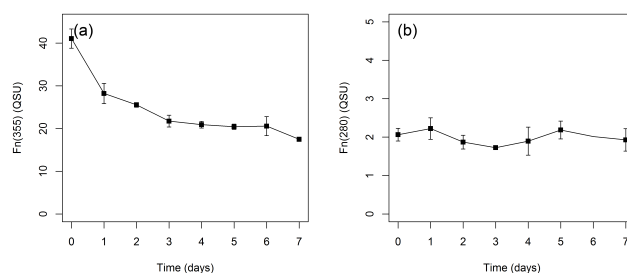 (a)
Fn(355) (QSU)
40
30
20
10
0
0 1 2 3 4 5 6 7
Time (days)
(b)
Fn(280) (QSU)
5
4
3
2
1
0
0 1 2 3 4 5 6 7
Time (days)